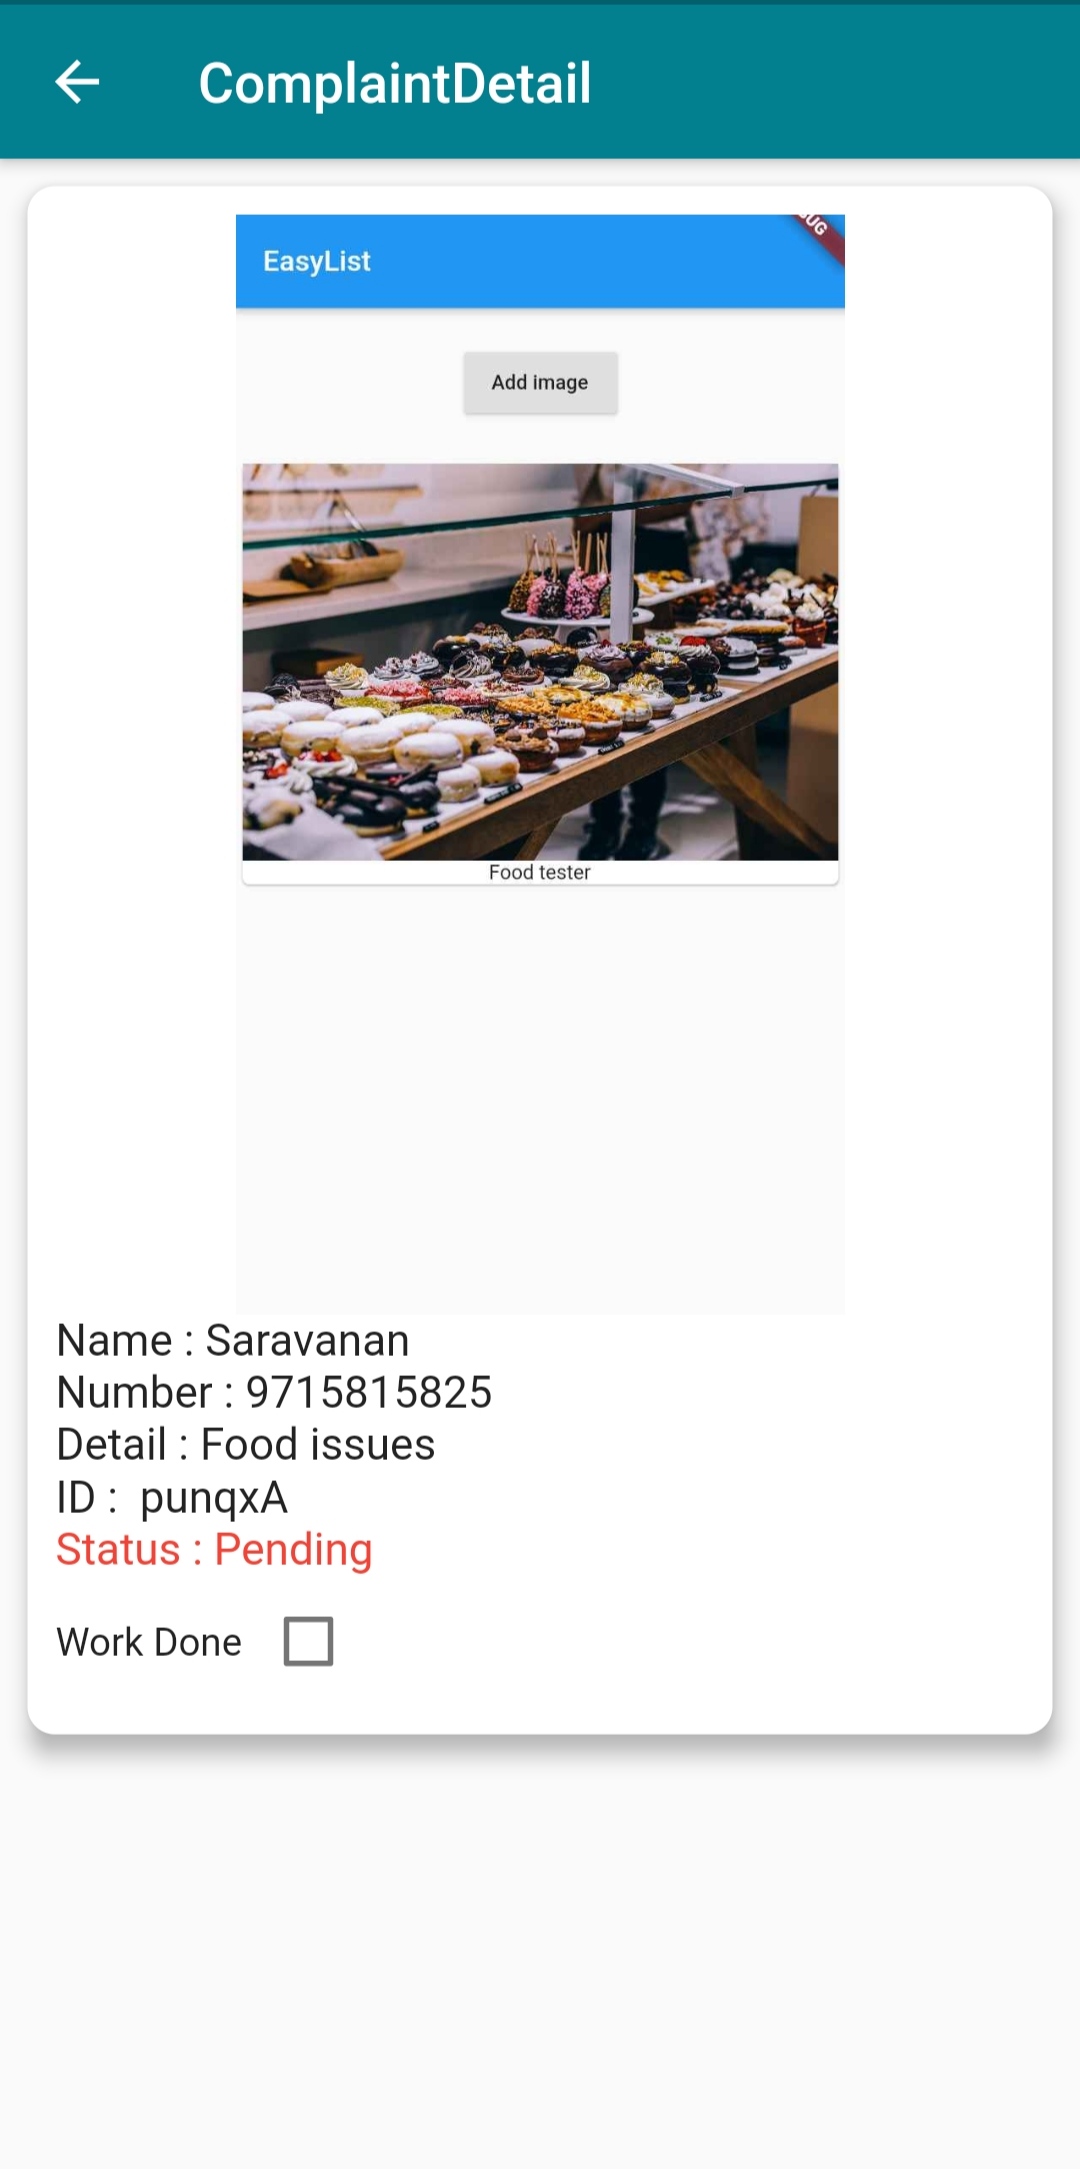 ComplaintDetail
EasyList
UG
Add image
Food tester
Name : Saravanan
Number : 9715815825
Detail : Food issues
ID :  punqxA
Status : Pending
Work Done